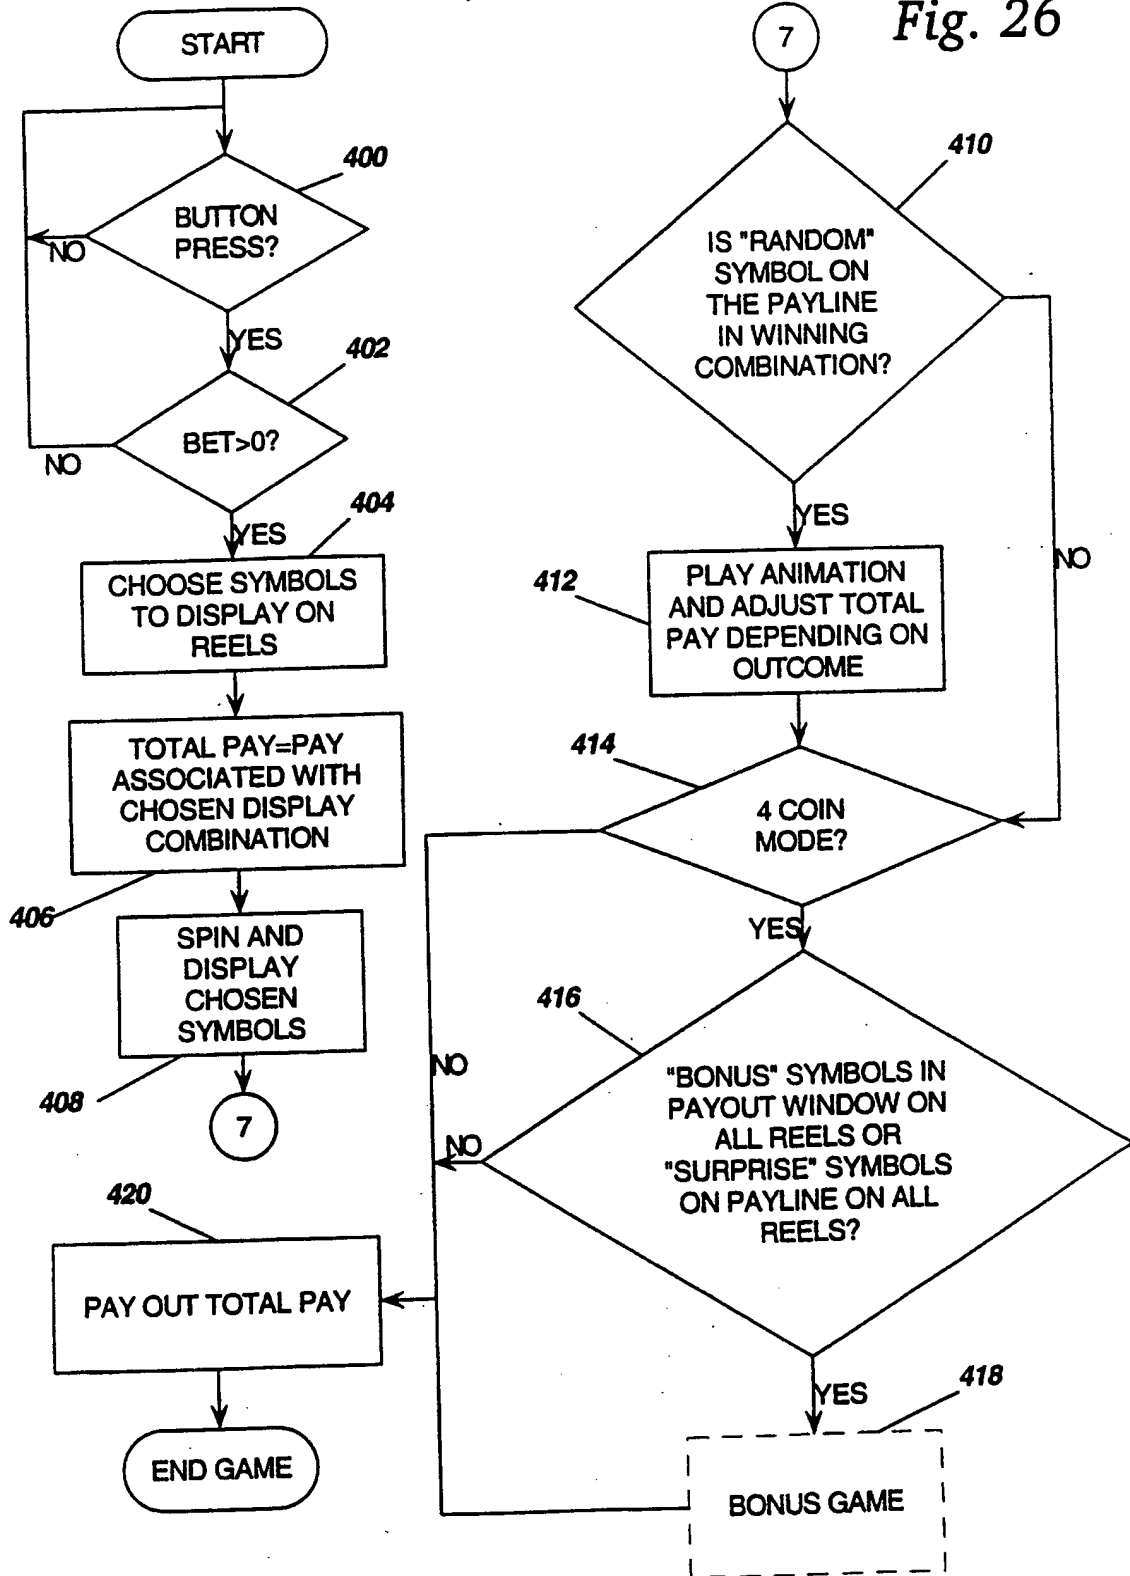 Fig. 26
START
400
BUTTON
PRESS?
NO
YES
402
BET>0?
NO
YES
404
CHOOSE SYMBOLS
TO DISPLAY ON
REELS
TOTAL PAY=PAY
ASSOCIATED WITH
CHOSEN DISPLAY
COMBINATION
406
SPIN AND
DISPLAY
CHOSEN
SYMBOLS
408
7
420
PAY OUT TOTAL PAY
END GAME
7
410
IS "RANDOM"
SYMBOL ON
THE PAYLINE
IN WINNING
COMBINATION?
YES
NO
412
PLAY ANIMATION
AND ADJUST TOTAL
PAY DEPENDING ON
OUTCOME
414
4 COIN
MODE?
YES
NO
416
"BONUS" SYMBOLS IN
PAYOUT WINDOW ON
ALL REELS OR
"SURPRISE" SYMBOLS
ON PAYLINE ON ALL
REELS?
NO
YES
418
BONUS GAME